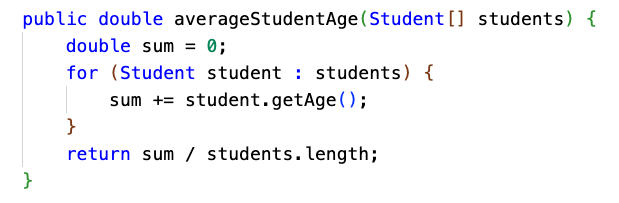 public double averageStudentAge(Student[] students) {
    double sum = 0;
    for (Student student : students) {
        sum += student.getAge();
    }
    return sum / students.length;
}